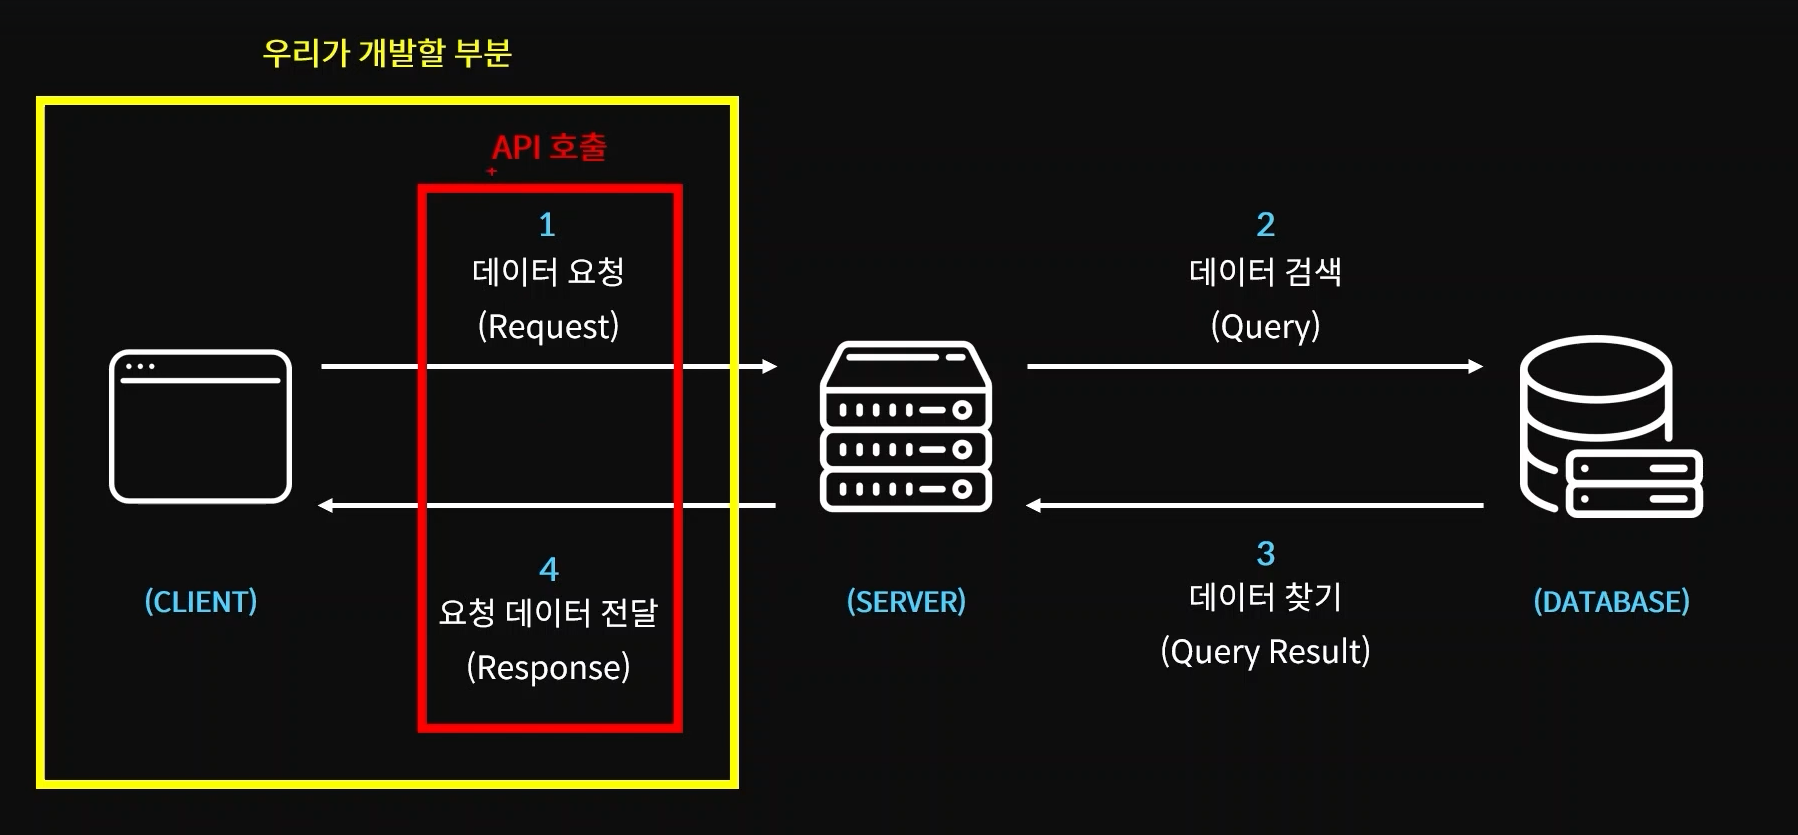 우리가 개발할 부분
API 호출
1
데이터 요청
(Request)
2
데이터 검색
(Query)
4
요청 데이터 전달
(Response)
3
데이터 찾기
(Query Result)
(CLIENT)
(SERVER)
(DATABASE)